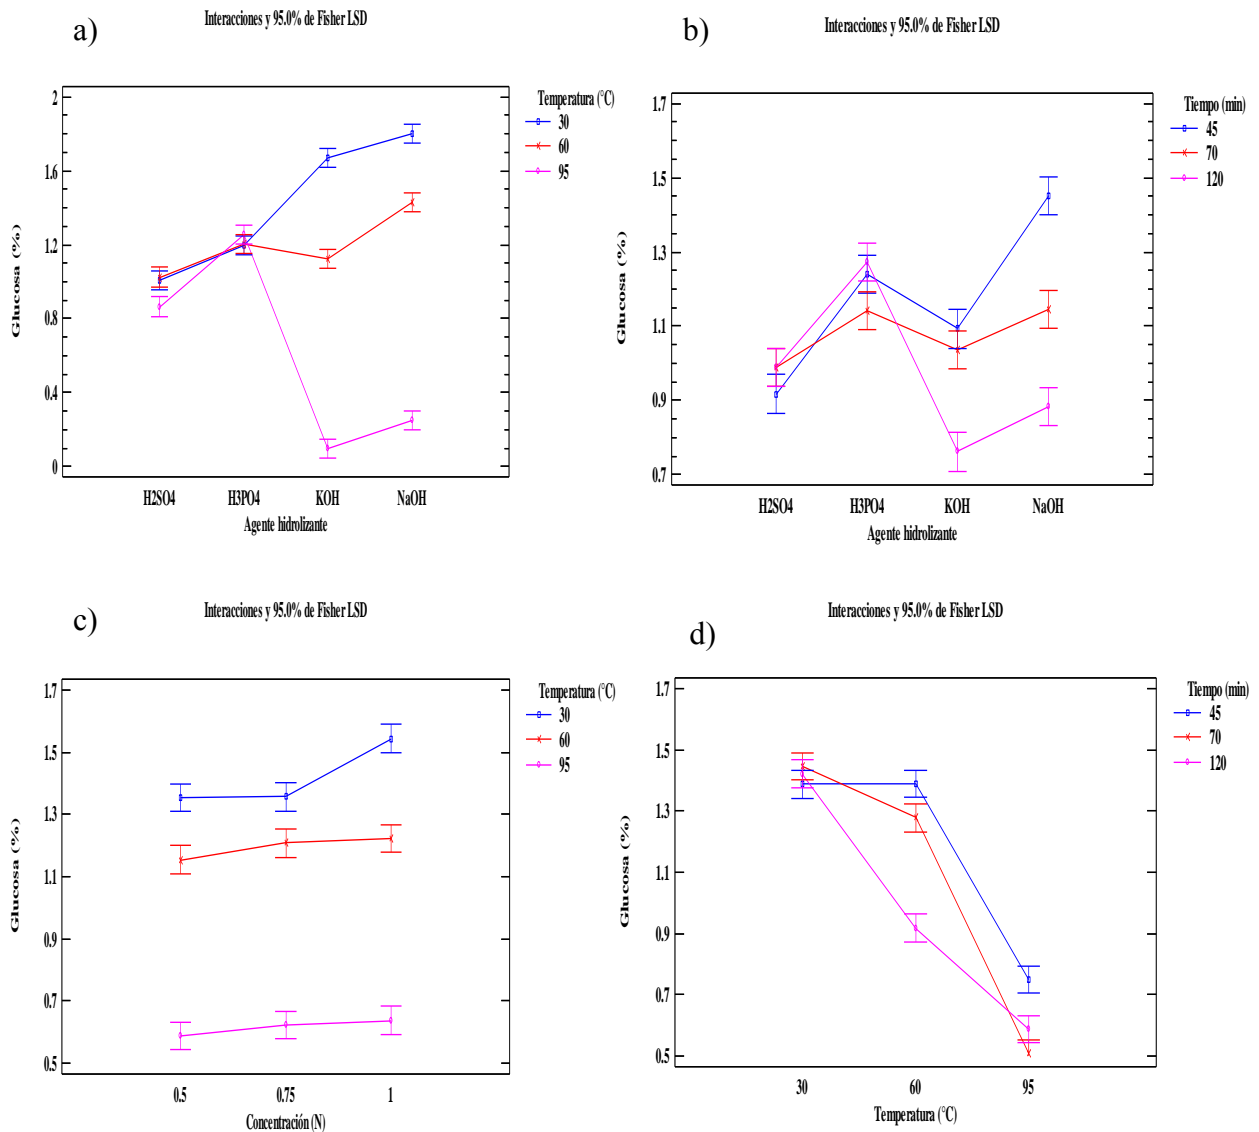 a)
Interacciones y 95.0% de Fisher LSD
Temperatura (°C)
30
60
95
2
1.6
1.2
0.8
0.4
0
Glucosa (%)
H2SO4 H3PO4 KOH NaOH
Agente hidrolizante
b)
Interacciones y 95.0% de Fisher LSD
Tiempo (min)
45
70
120
1.7
1.5
1.3
1.1
0.9
0.7
Glucosa (%)
H2SO4 H3PO4 KOH NaOH
Agente hidrolizante
c)
Interacciones y 95.0% de Fisher LSD
Temperatura (°C)
30
60
95
1.7
1.5
1.3
1.1
0.9
0.7
0.5
Glucosa (%)
0.5 0.75 1
Concentración (N)
d)
Interacciones y 95.0% de Fisher LSD
Tiempo (min)
45
70
120
1.7
1.5
1.3
1.1
0.9
0.7
0.5
Glucosa (%)
30 60 95
Temperatura (°C)